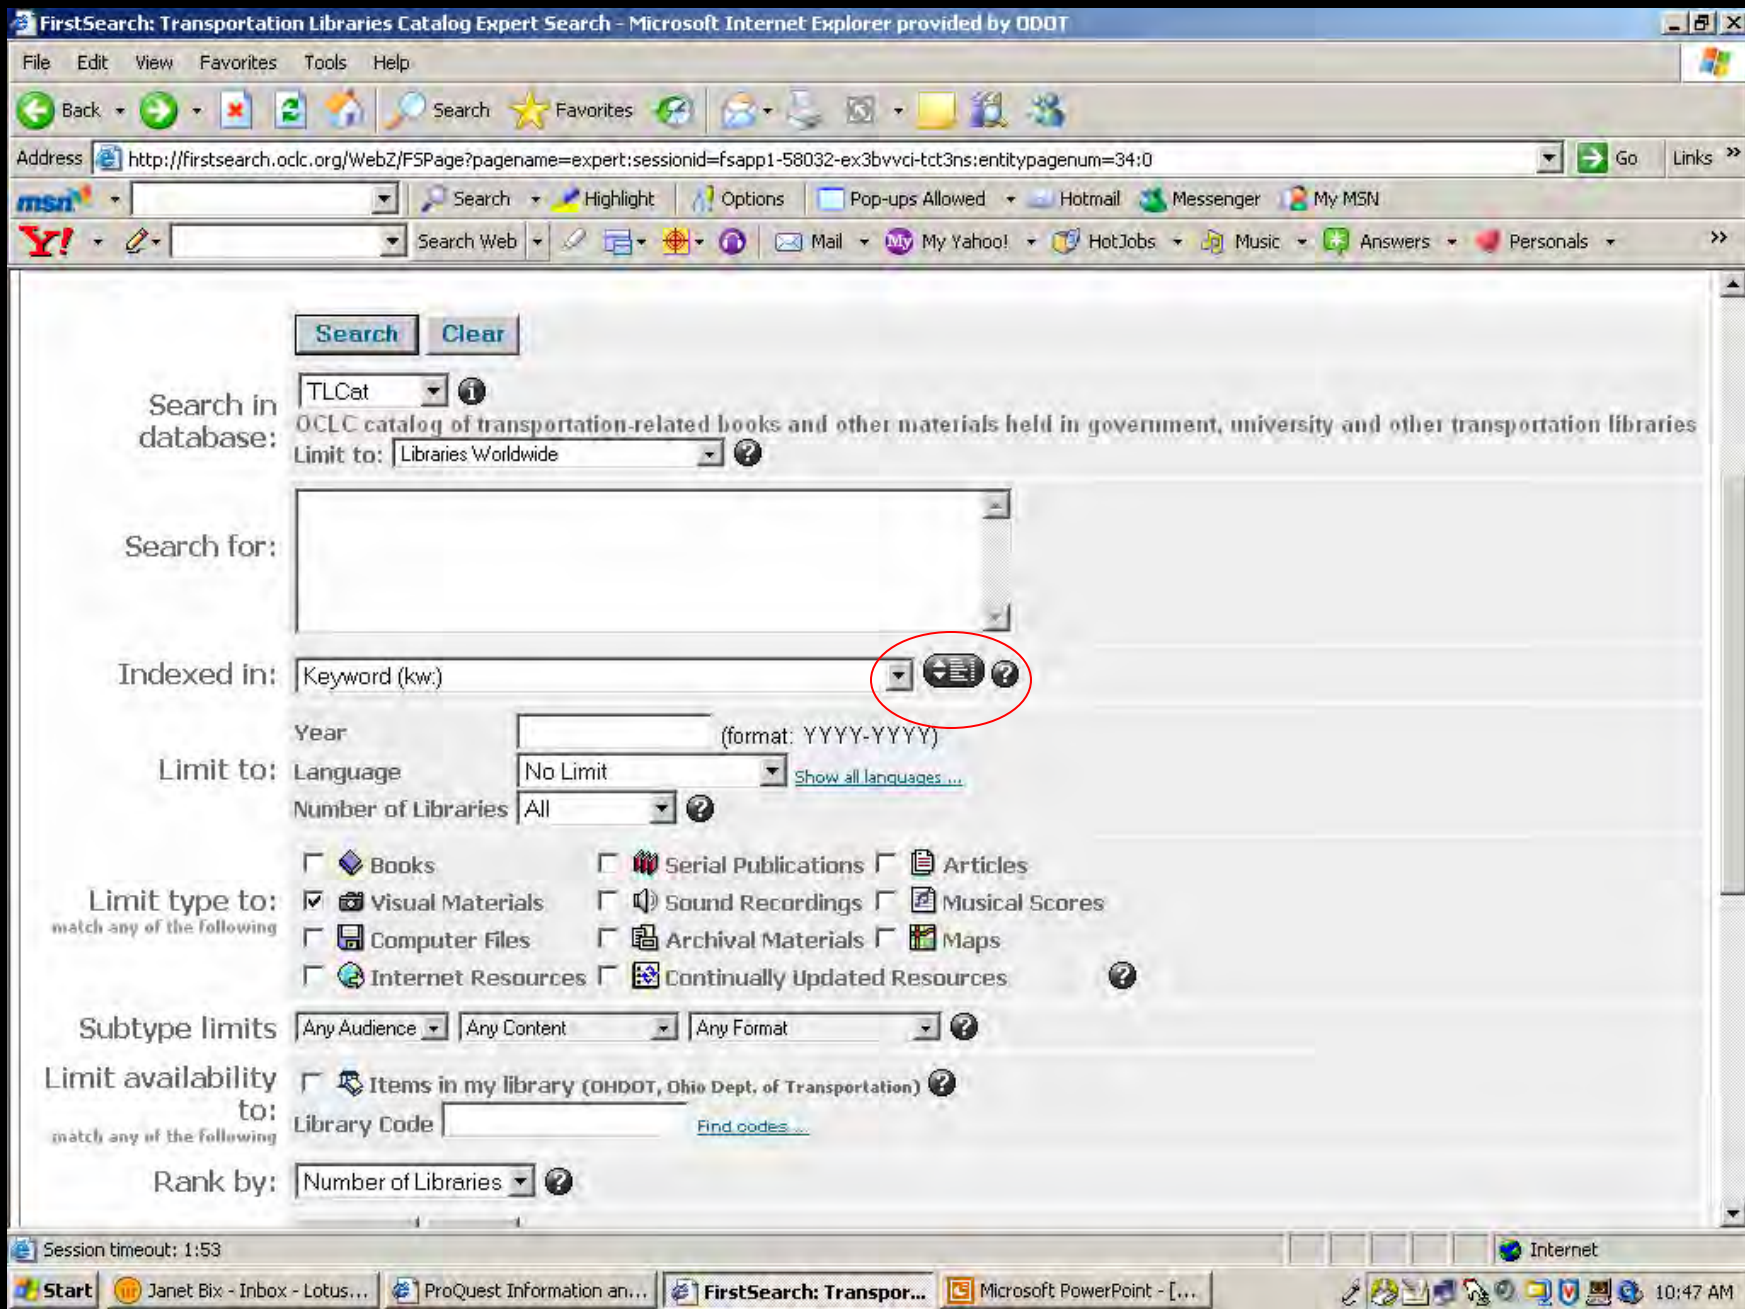 FirstSearch: Transportation Libraries Catalog Expert Search - Microsoft Internet Explorer provided by ODOT
File Edit View Favorites Tools Help
Back Search Favorites
Address http://firstsearch.oclc.org/WebZ/FSPage?pagename=expert:sessionid=fsapp1-58032-ex3bvvci-tct3ns:entitypagenum=34:0 Go Links »
msn Search Highlight Options Pop-ups Allowed Hotmail Messenger My MSN
Y! Search Web Mail My My Yahoo! HotJobs Music Answers Personals »
Search Clear
Search in database: TLCat
OCLC catalog of transportation-related books and other materials held in government, university and other transportation libraries
Limit to: Libraries Worldwide ?
Search for:
Indexed in: Keyword (kw:) ?
Year (format: YYYY-YYYY)
Limit to: Language No Limit Show all languages ...
Number of Libraries All ?
Books Serial Publications Articles
Limit type to: Visual Materials Sound Recordings Musical Scores
match any of the following Computer Files Archival Materials Maps
Internet Resources Continually Updated Resources ?
Subtype limits Any Audience Any Content Any Format ?
Limit availability to: Items in my library (OHDOT, Ohio Dept. of Transportation) ?
match any of the following Library Code Find codes ...
Rank by: Number of Libraries ?
Session timeout: 1:53 Internet
Start Janet Bix - Inbox - Lotus... ProQuest Information an... FirstSearch: Transpor... Microsoft PowerPoint - [... 10:47 AM